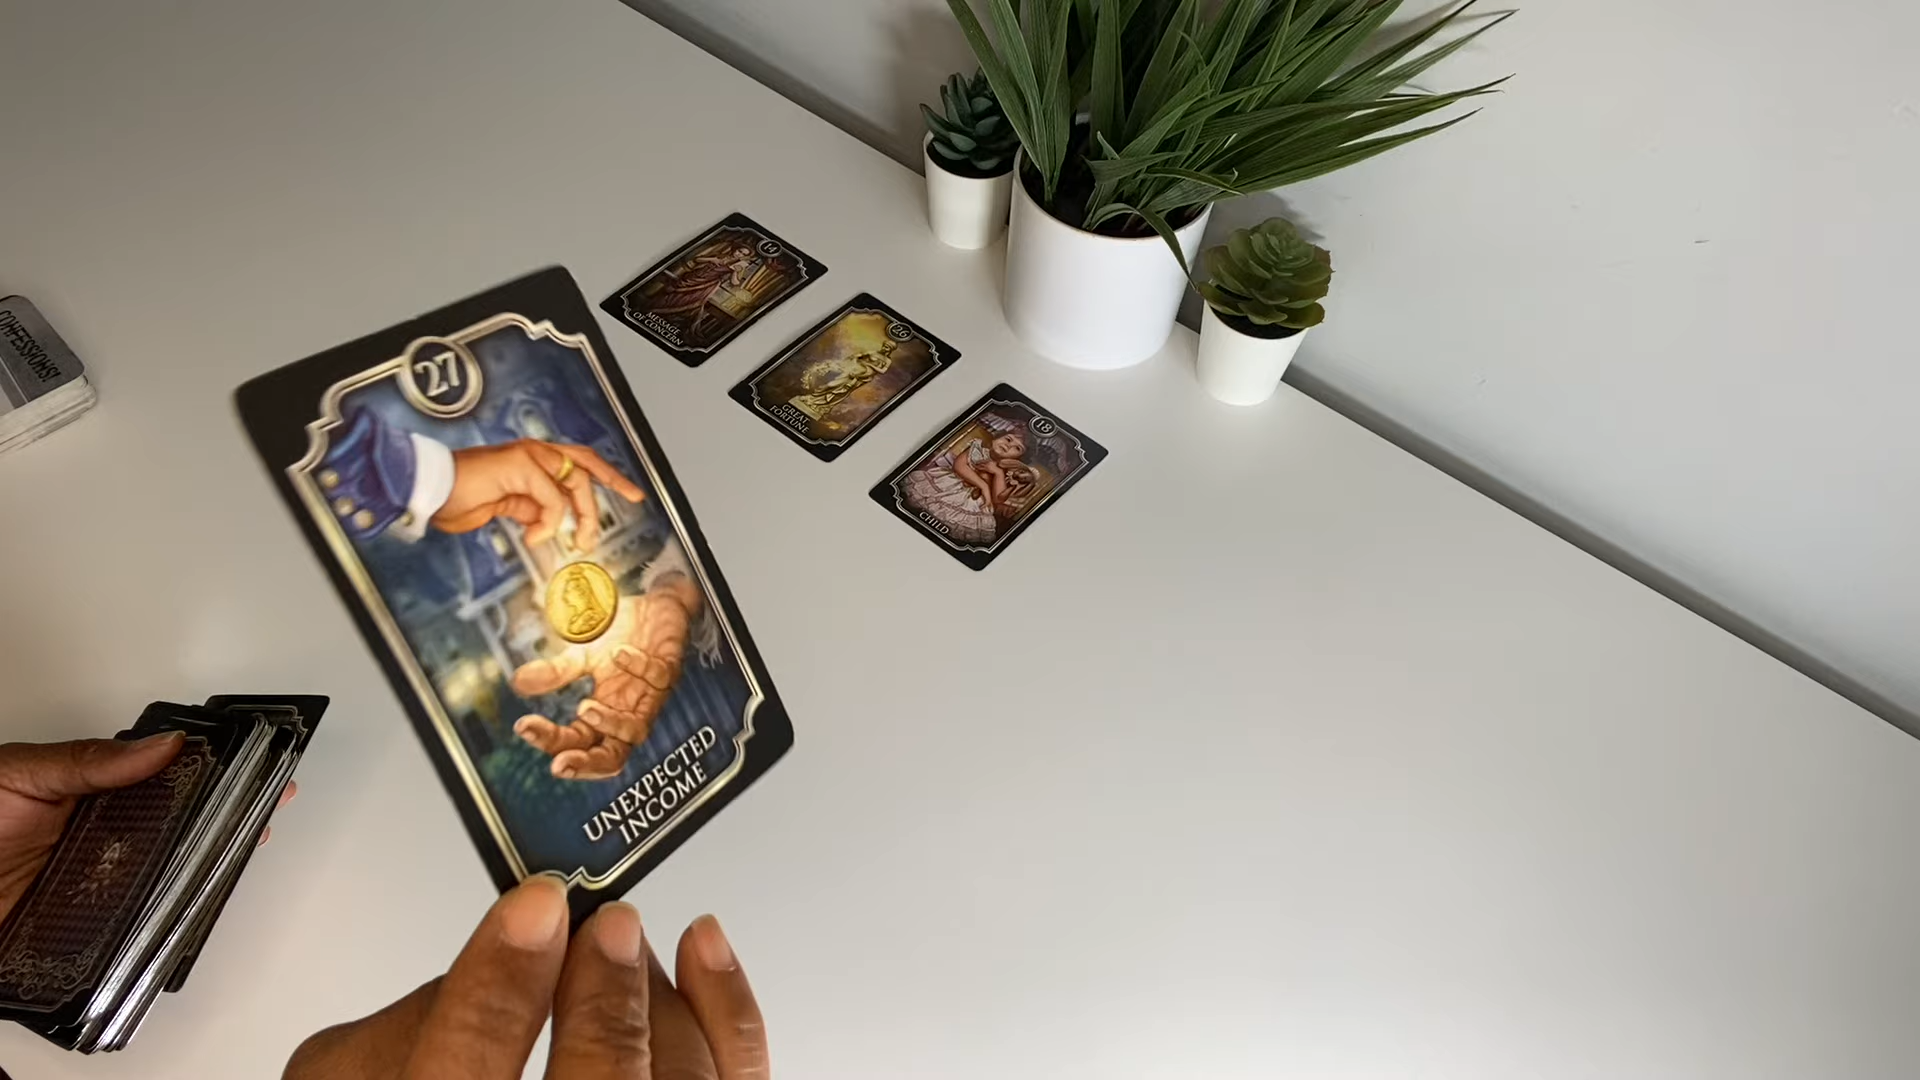 CONFESSIONS!
27
UNEXPECTED
INCOME
14
MESSAGE
OF CONCERN
26
GREAT
FORTUNE
18
CHILD